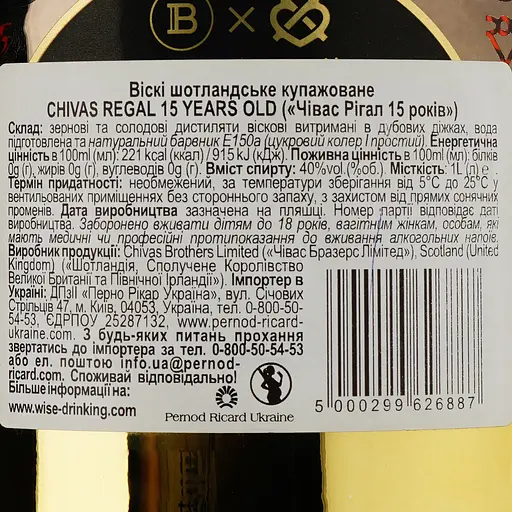 B ×
Віскі шотландське купажоване
CHIVAS REGAL 15 YEARS OLD («Чівас Рігал 15 років»)
Склад: зернові та солодові дистиляти віскові витримані в дубових діжках, вода
підготовлена та натуральний барвник E150a (цукровий колер I простий). Енергетична
цінність в 100ml (мл): 221 kcal (ккал) / 915 kJ (кДж). Поживна цінність в 100ml (мл): білків
0g (г), жирів 0g (г), вуглеводів 0g (г). Вміст спирту: 40%vol.(%об.). Місткість: 1L (л) e.
Термін придатності: необмежений, за температури зберігання від 5°С до 25°С у
вентильованих приміщеннях без стороннього запаху, з захистом від прямих сонячних
променів. Дата виробництва зазначена на пляшці. Номер партії відповідає даті
виробництва. Заборонено вживати дітям до 18 років, вагітним жінкам, особам, які
мають медичні чи професійні протипоказання до вживання алкогольних напоїв.
Виробник продукції: Chivas Brothers Limited («Чівас Бразерс Лімітед»), Scotland (United
Kingdom) («Шотландія, Сполучене Королівство
Великої Британії та Північної Ірландії»). Імпортер в
Україні: ДПзІІ «Перно Рікар Україна», вул. Січових
Стрільців 47, м. Київ, 04053, Україна, тел. 0-800-50-
54-53, ЄДРПОУ 25287132, www.pernod-ricard-
ukraine.com. З будь-яких питань прохання
звертатись до імпортера за тел. 0-800-50-54-53
або ел. поштою info.ua@pernod-
ricard.com. Споживай відповідально!
Більше інформації на:
www.wise-drinking.com
Pernod Ricard Ukraine
5 000299 626887